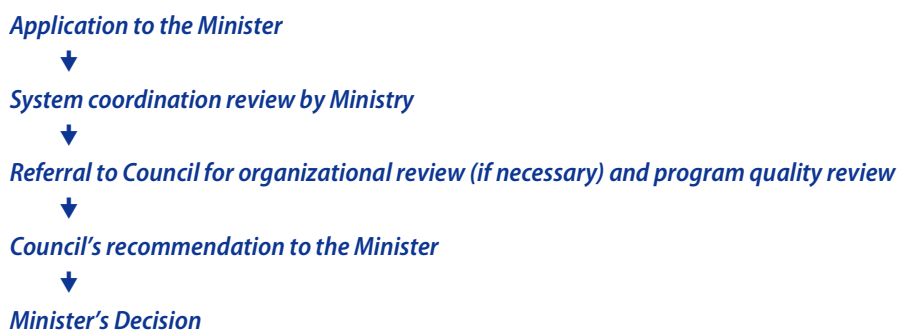 Application to the Minister
System coordination review by Ministry
Referral to Council for organizational review (if necessary) and program quality review
Council’s recommendation to the Minister
Minister’s Decision